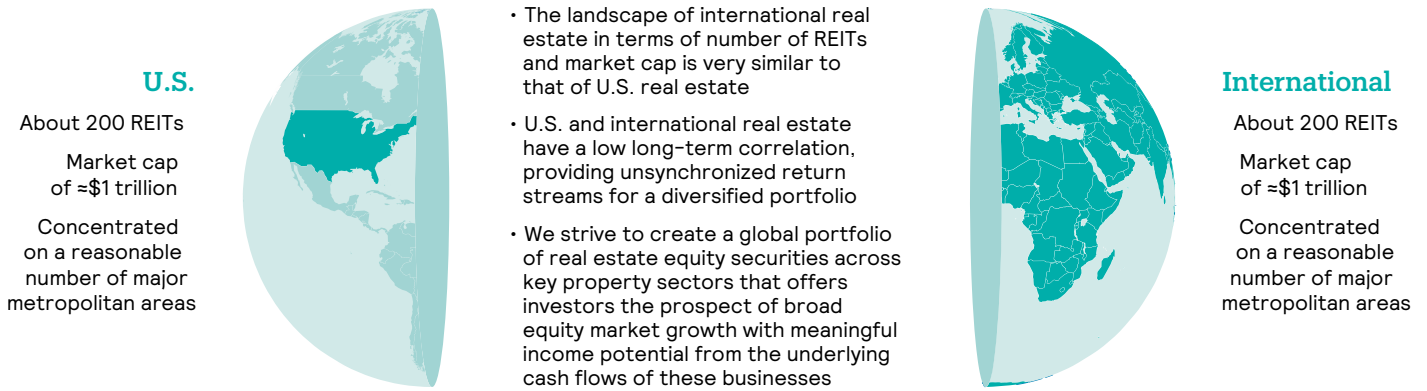 U.S.
About 200 REITs
Market cap
of ≈$1 trillion
Concentrated
on a reasonable
number of major
metropolitan areas
• The landscape of international real
estate in terms of number of REITs
and market cap is very similar to
that of U.S. real estate
• U.S. and international real estate
have a low long-term correlation,
providing unsynchronized return
streams for a diversified portfolio
• We strive to create a global portfolio
of real estate equity securities across
key property sectors that offers
investors the prospect of broad
equity market growth with meaningful
income potential from the underlying
cash flows of these businesses
International
About 200 REITs
Market cap
of ≈$1 trillion
Concentrated
on a reasonable
number of major
metropolitan areas